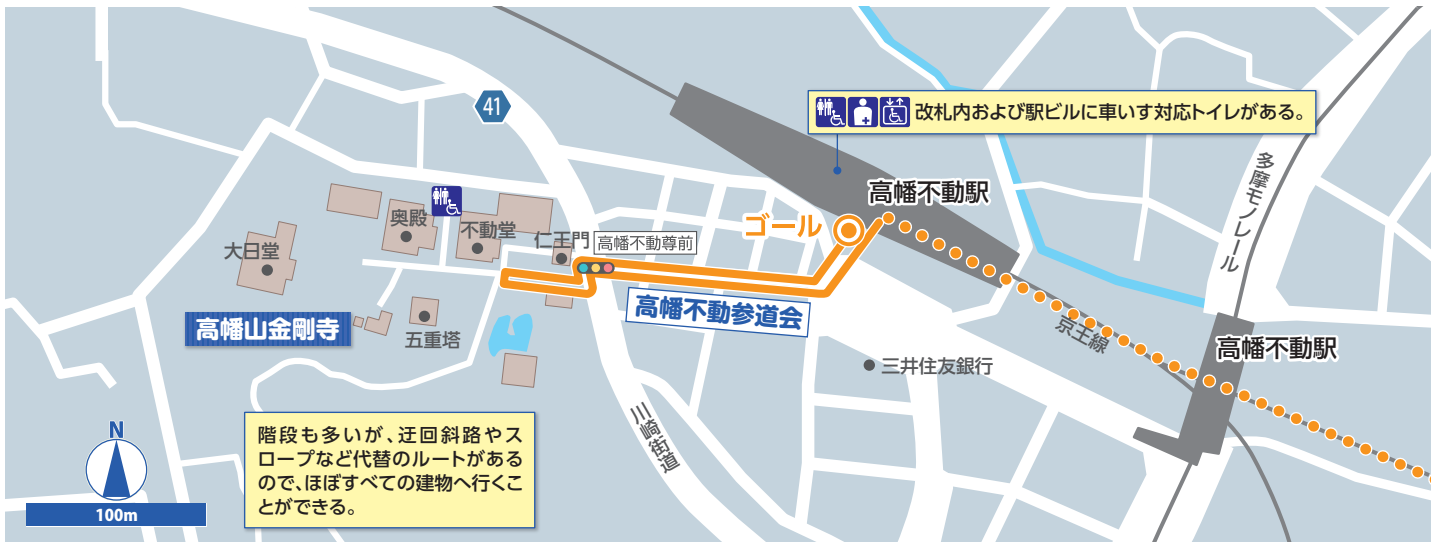 41
改札内および駅ビルに車いす対応トイレがある。
多摩モノレール
高幡不動駅
ゴール
奥殿
不動堂
仁王門
高幡不動尊前
大日堂
高幡不動参道会
高幡山金剛寺
五重塔
京王線
高幡不動駅
三井住友銀行
川崎街道
階段も多いが、迂回斜路やス
ロープなど代替のルートがある
ので、ほぼすべての建物へ行くこ
とができる。
N
100m